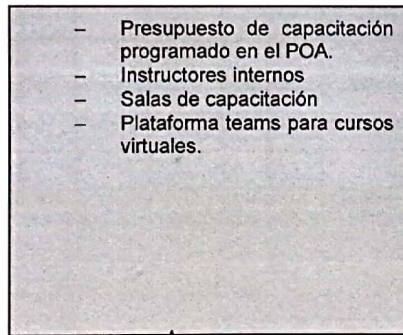 – Presupuesto de capacitación
programado en el POA.
– Instructores internos
– Salas de capacitación
– Plataforma teams para cursos
virtuales.